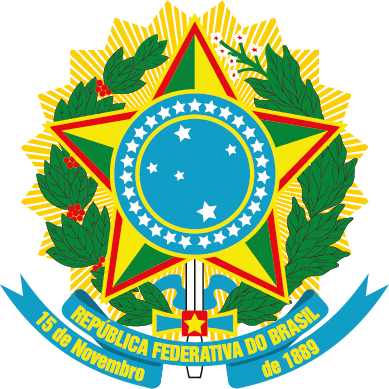 REPÚBLICA FEDERATIVA DO BRASIL
15 de Novembro de 1889